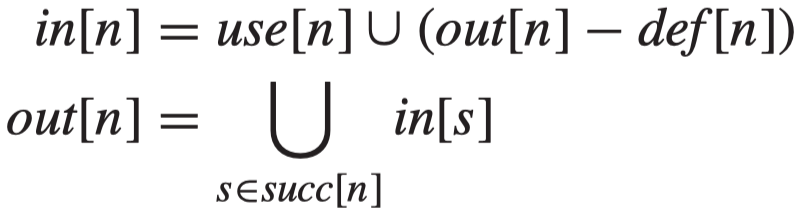 in[n] = use[n] ∪ (out[n] − def[n])
out[n] = ⋃ in[s]
s∈succ[n]